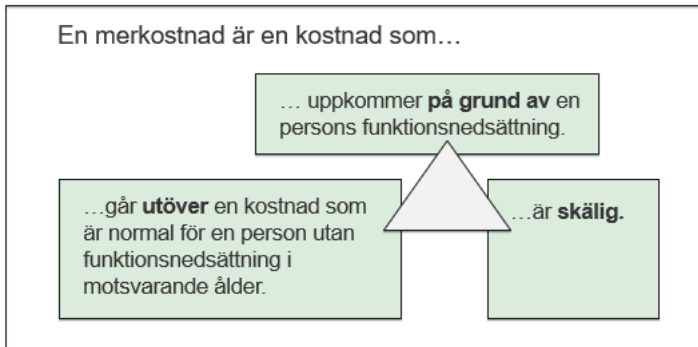 En merkostnad är en kostnad som…
… uppkommer på grund av en
persons funktionsnedsättning.
…går utöver en kostnad som
är normal för en person utan
funktionsnedsättning i
motsvarande ålder.
…är skälig.